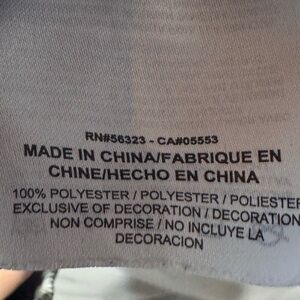 RN#56323 - CA#05553
MADE IN CHINA/FABRIQUE EN
CHINE/HECHO EN CHINA
100% POLYESTER / POLYESTER / POLIESTER
EXCLUSIVE OF DECORATION / DECORATION
NON COMPRISE / NO INCLUYE LA
DECORACION